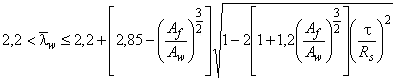 2,2 < λ̄_w ≤ 2,2 + [2,85 − (A_f/A_w)^(3/2)] √(1 − 2[1 + 1,2(A_f/A_w)^(3/2)](τ/R_s)^2)